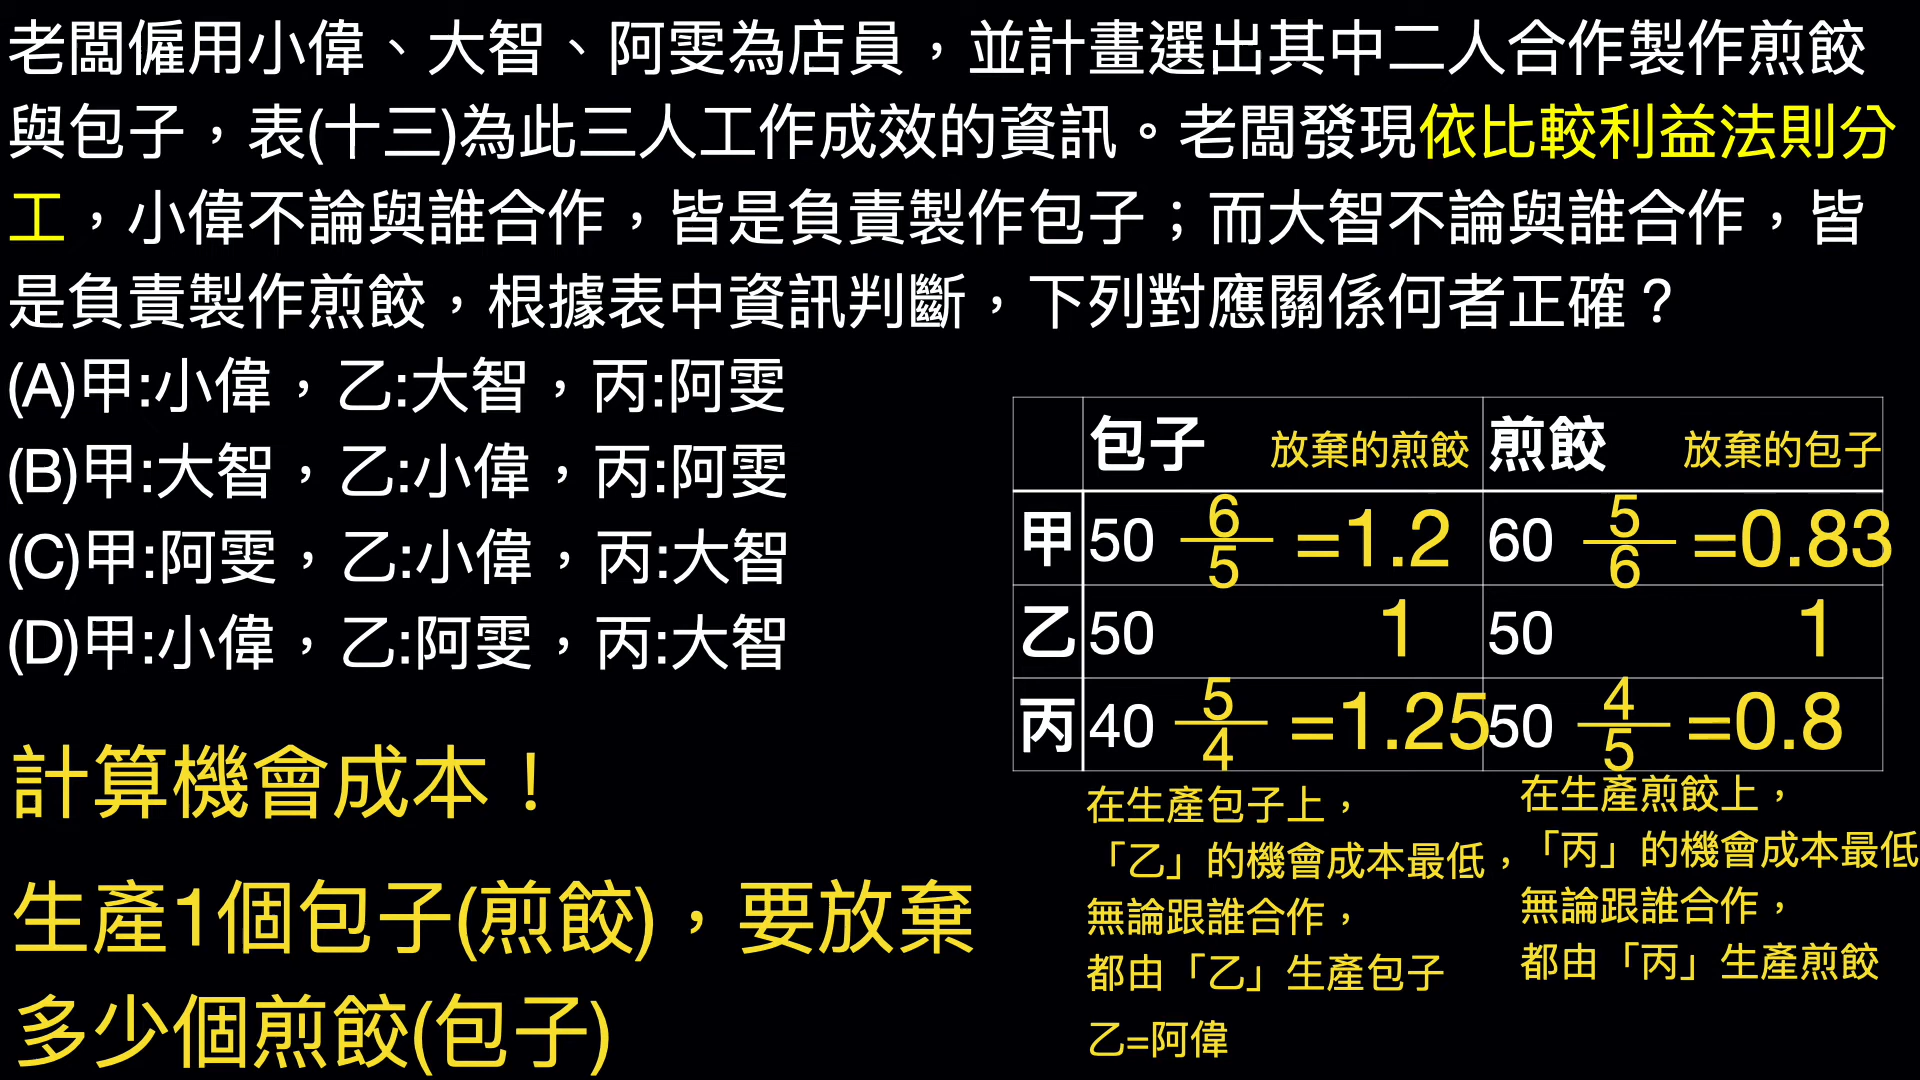 老闆僱用小偉、大智、阿雯為店員，並計畫選出其中二人合作製作煎餃
與包子，表(十三)為此三人工作成效的資訊。老闆發現依比較利益法則分
工，小偉不論與誰合作，皆是負責製作包子；而大智不論與誰合作，皆
是負責製作煎餃，根據表中資訊判斷，下列對應關係何者正確？
(A)甲:小偉，乙:大智，丙:阿雯
(B)甲:大智，乙:小偉，丙:阿雯
(C)甲:阿雯，乙:小偉，丙:大智
(D)甲:小偉，乙:阿雯，丙:大智
計算機會成本！
生產1個包子(煎餃)，要放棄
多少個煎餃(包子)
包子 放棄的煎餃 煎餃 放棄的包子
甲 50 6/5 =1.2 60 5/6 =0.83
乙 50 1 50 1
丙 40 5/4 =1.25 50 4/5 =0.8
在生產包子上，
「乙」的機會成本最低，
無論跟誰合作，
都由「乙」生產包子
乙=阿偉
在生產煎餃上，
「丙」的機會成本最低
無論跟誰合作，
都由「丙」生產煎餃